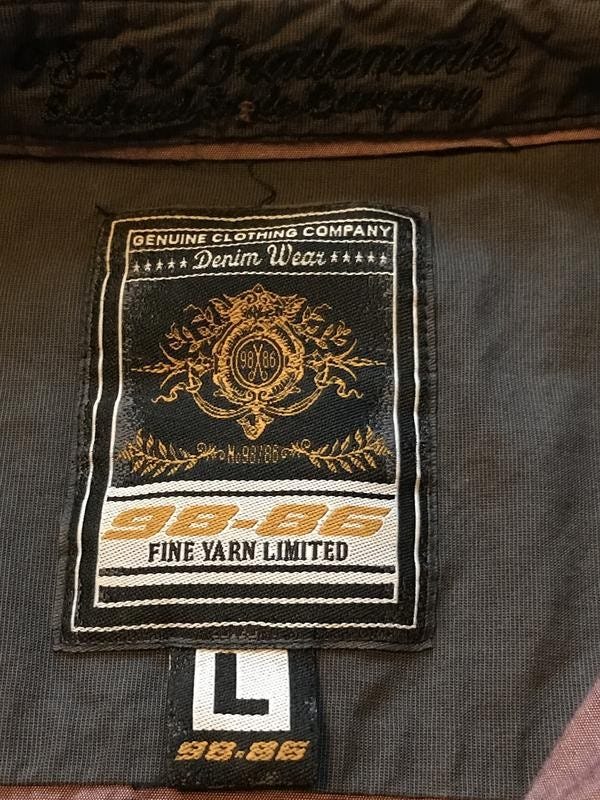 98-86 Trademark
Company
GENUINE CLOTHING COMPANY
★★★★★ Denim Wear ★★★★★
98 86
No 98/86
98-86
FINE YARN LIMITED
L
98-86